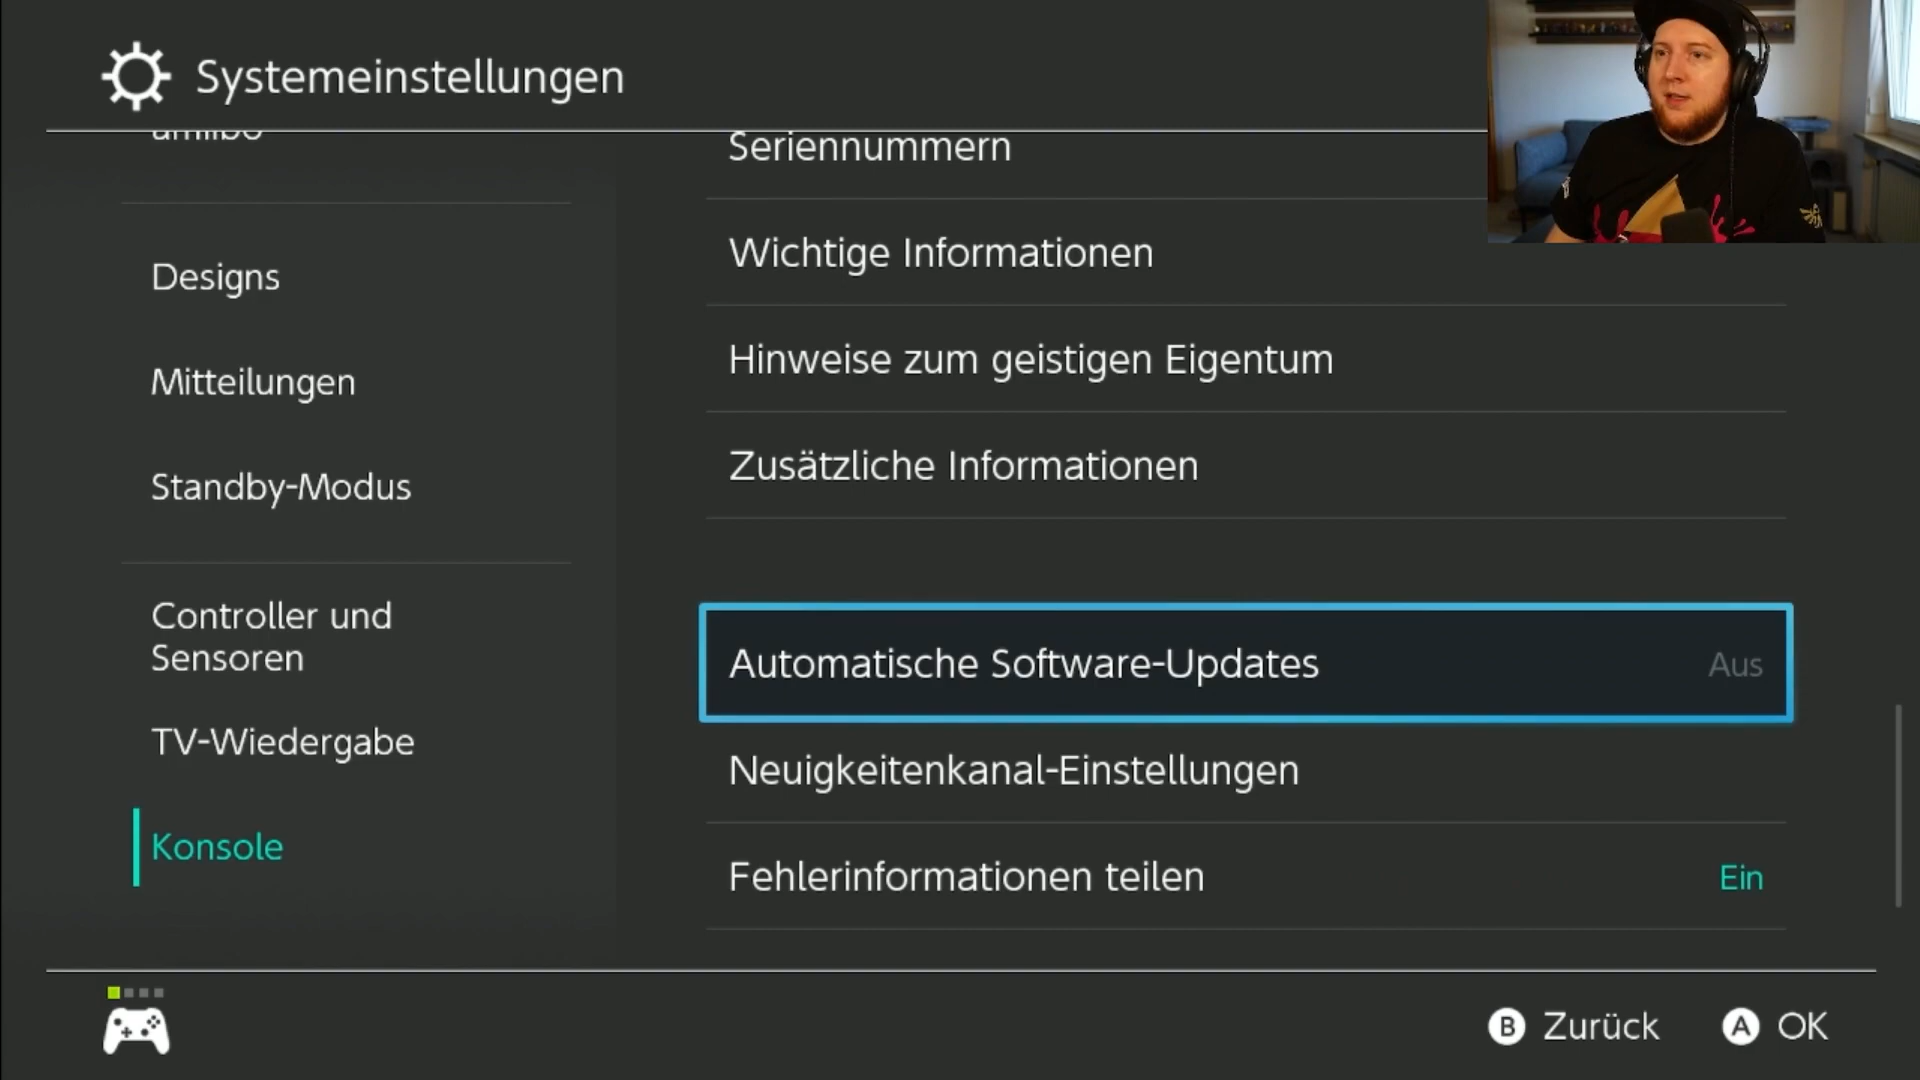 Systemeinstellungen
amiibo
Designs
Mitteilungen
Standby-Modus
Controller und
Sensoren
TV-Wiedergabe
Konsole
Seriennummern
Wichtige Informationen
Hinweise zum geistigen Eigentum
Zusätzliche Informationen
Automatische Software-Updates Aus
Neuigkeitenkanal-Einstellungen
Fehlerinformationen teilen Ein
B Zurück A OK